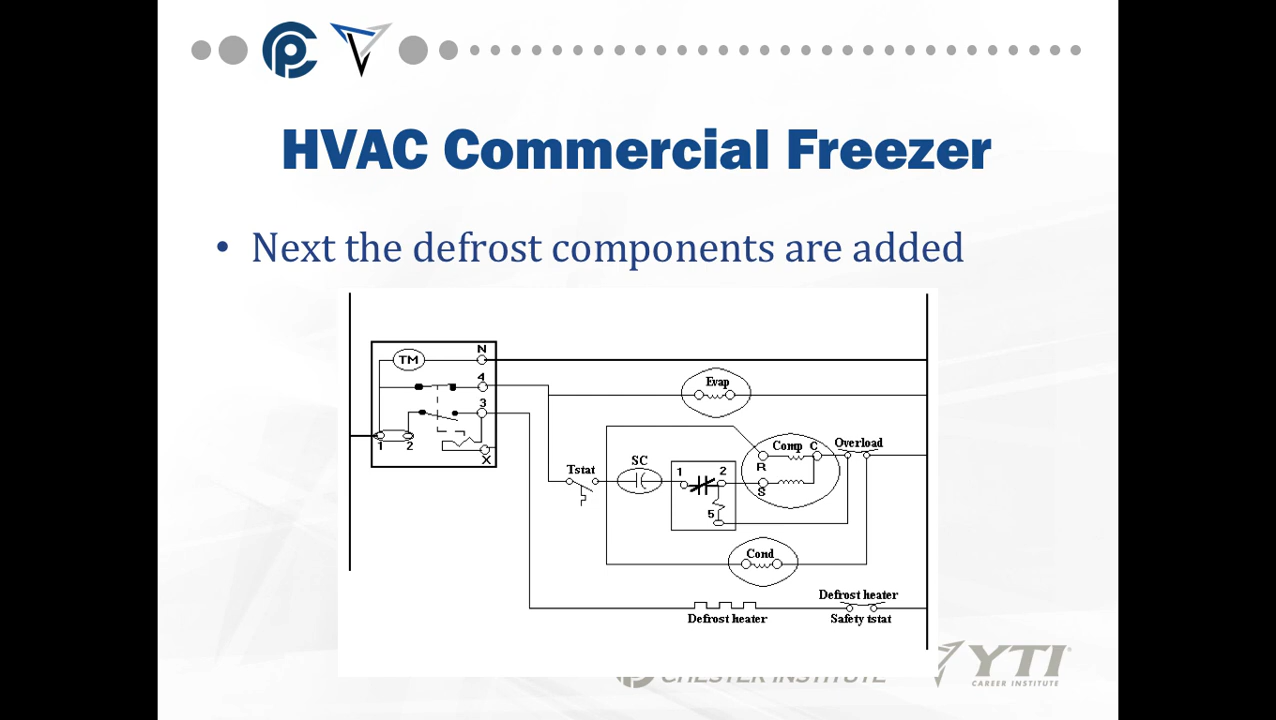 HVAC Commercial Freezer
• Next the defrost components are added
TM
N
4
3
1
2
X
Evap
Comp
C
R
S
Overload
Tstat
SC
1
2
5
Cond
Defrost heater
Defrost heater
Safety tstat
CHESTER INSTITUTE
YTI
CAREER INSTITUTE